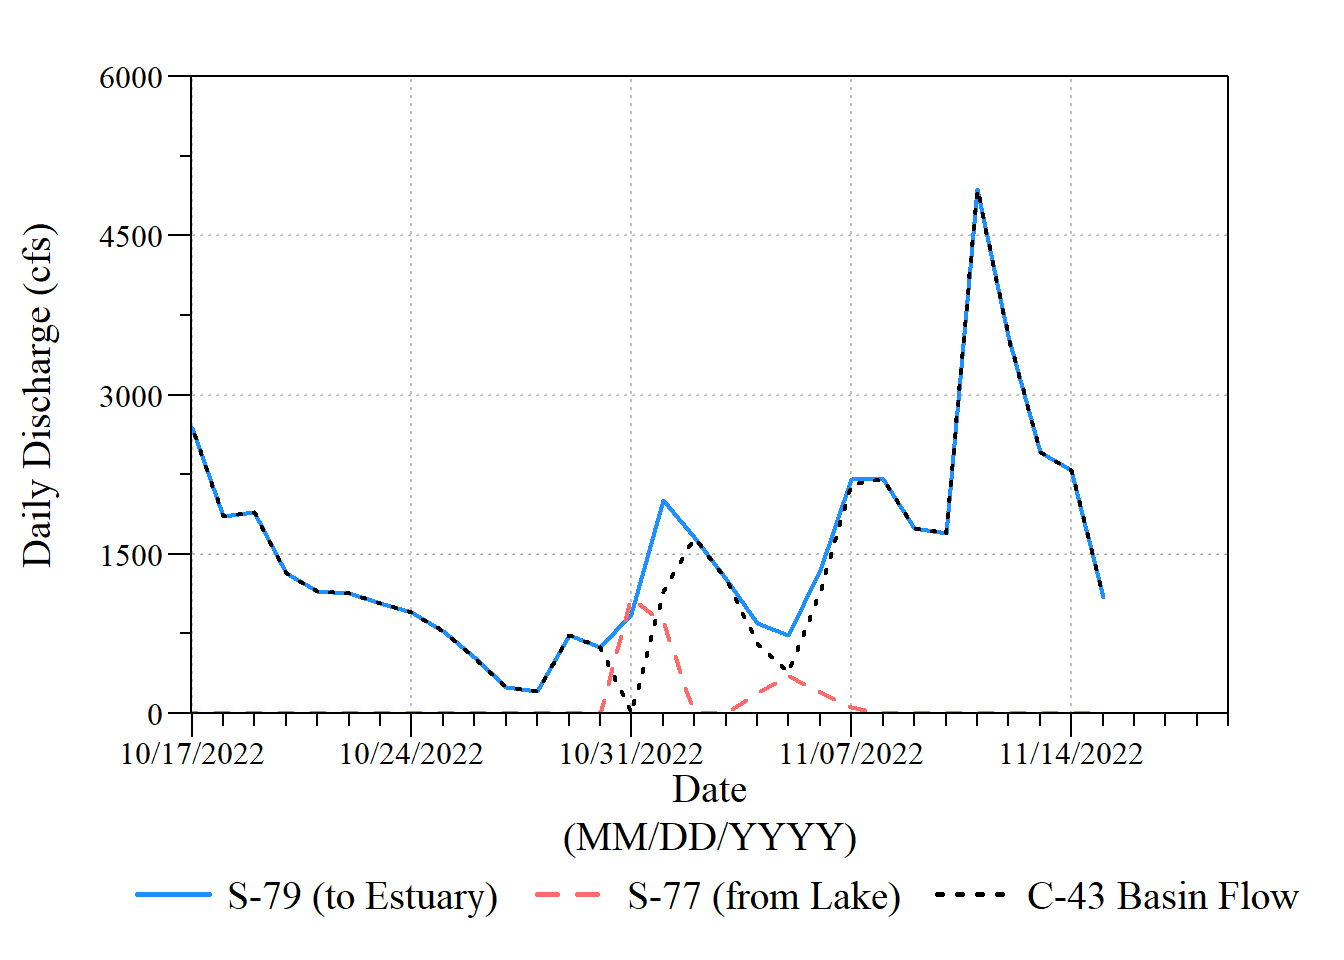 6000
4500
3000
1500
0
Daily Discharge (cfs)
10/17/2022 10/24/2022 10/31/2022 11/07/2022 11/14/2022
Date
(MM/DD/YYYY)
S-79 (to Estuary) S-77 (from Lake) C-43 Basin Flow